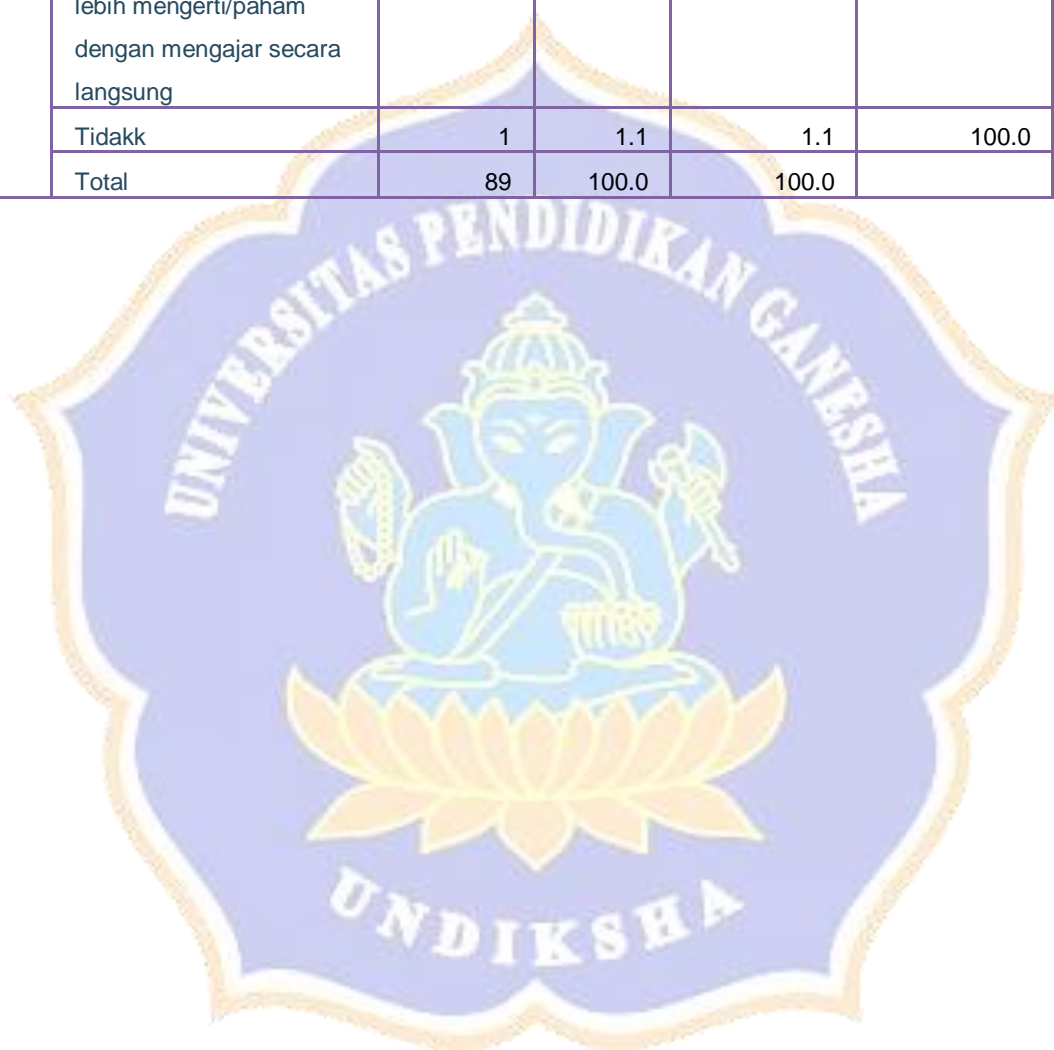 lebih mengerti/paham
dengan mengajar secara
langsung
Tidakk 1 1.1 1.1 100.0
Total 89 100.0 100.0
UNIVERSITAS PENDIDIKAN GANESHA
UNDIKSHA